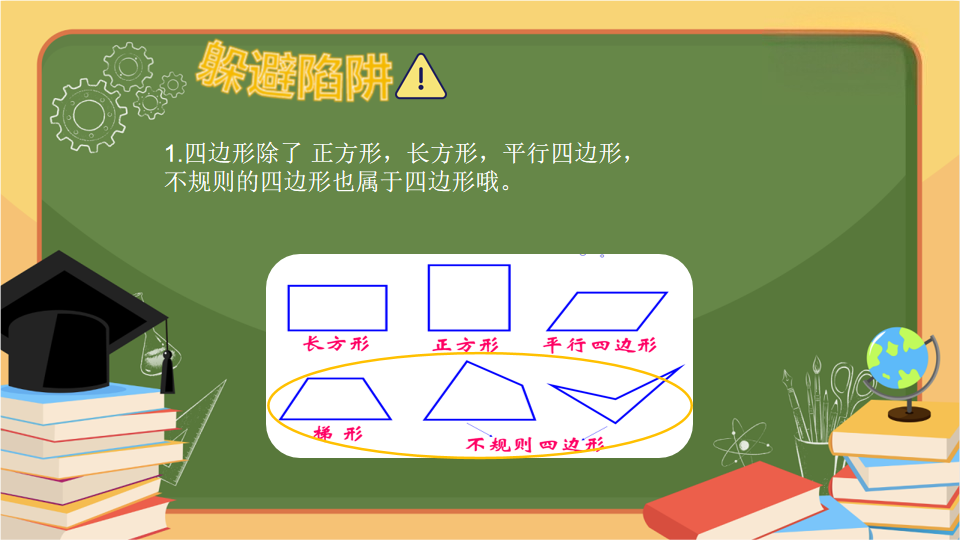 躲避陷阱
1.四边形除了 正方形，长方形，平行四边形，
不规则的四边形也属于四边形哦。
长方形
正方形
平行四边形
梯 形
不规则四边形